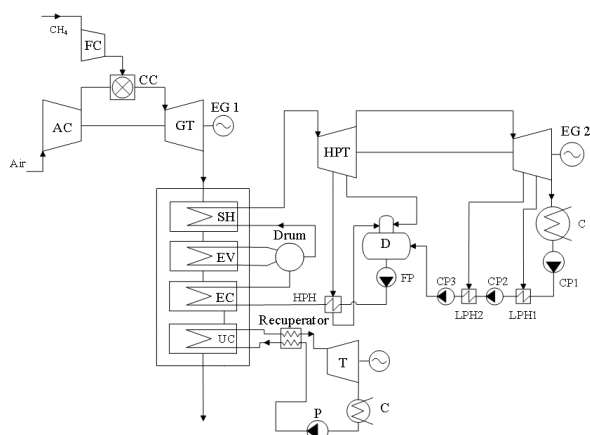 CH4
FC
CC
AC
GT
EG 1
Air
HPT
EG 2
SH
Drum
EV
EC
UC
HPH
D
FP
CP3
CP2
CP1
C
LPH2
LPH1
Recuperator
T
C
P